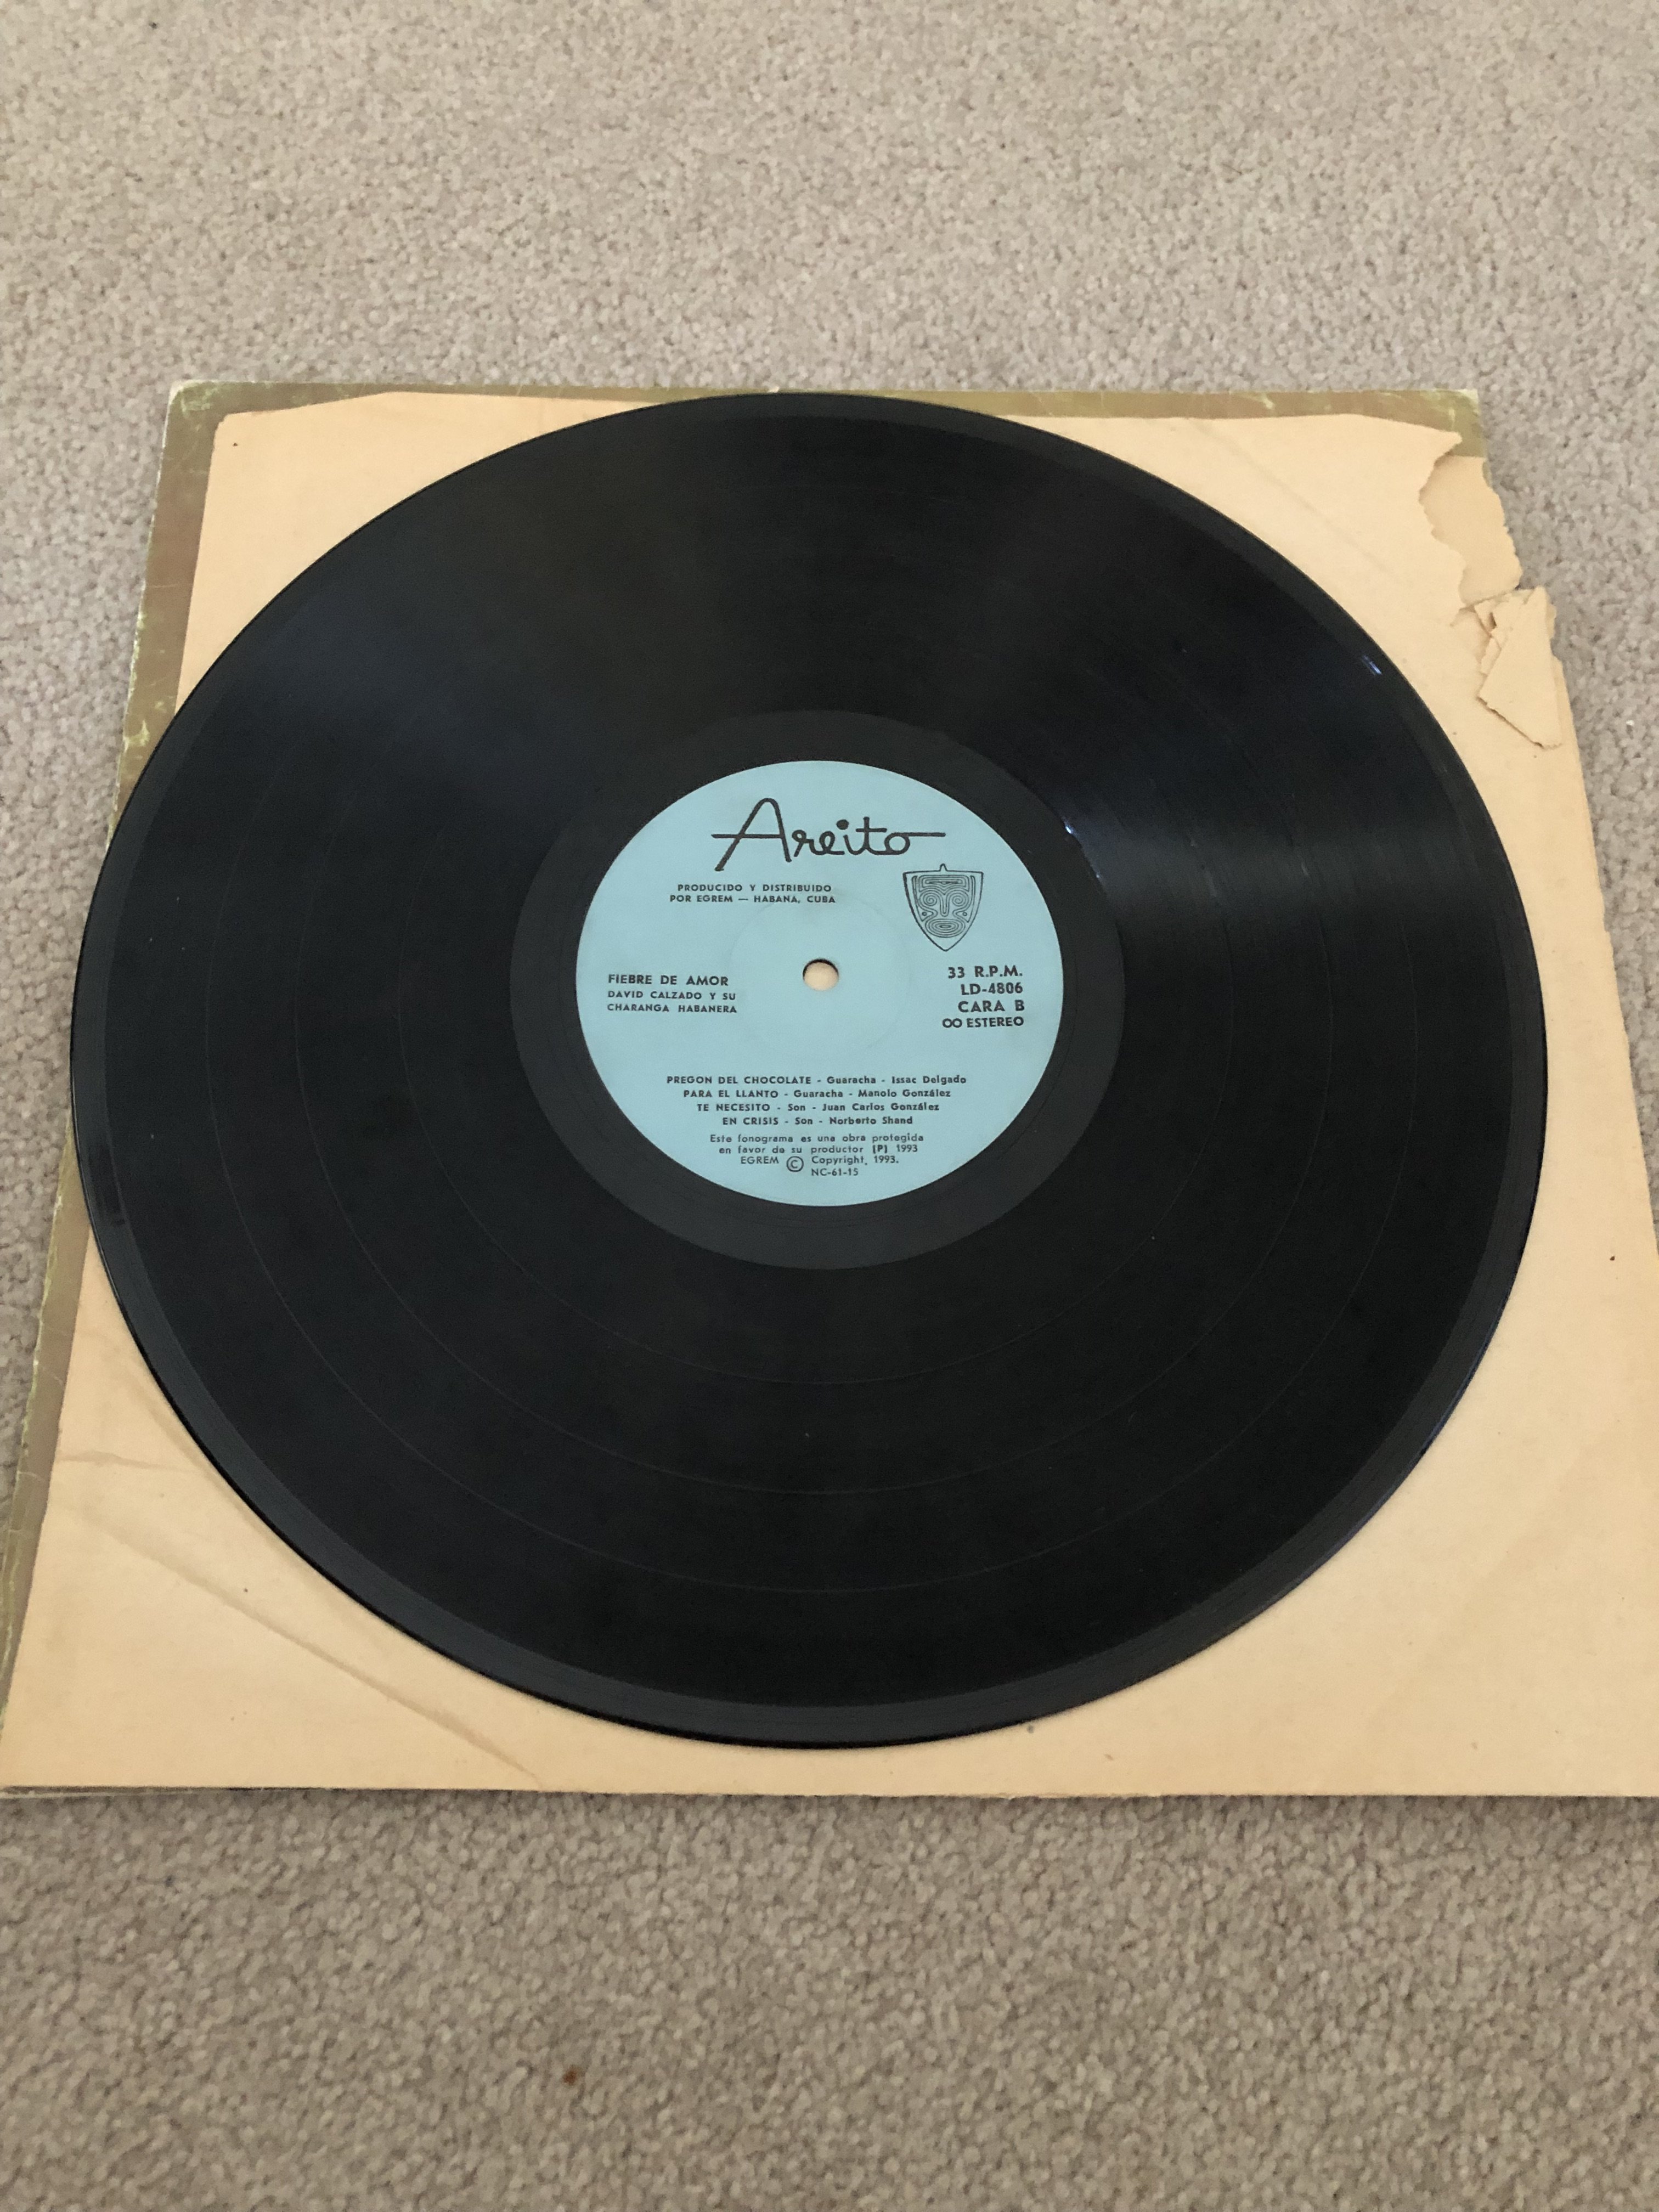 Areito
PRODUCIDO Y DISTRIBUIDO
POR EGREM — HABANA, CUBA
FIEBRE DE AMOR
DAVID CALZADO Y SU
CHARANGA HABANERA
33 R.P.M.
LD-4806
CARA B
OO ESTEREO
PREGON DEL CHOCOLATE - Guaracha - Issac Delgado
PARA EL LLANTO - Guaracha - Manolo González
TE NECESITO - Son - Juan Carlos González
EN CRISIS - Son - Norberto Shand
Este fonograma es una obra protegida
en favor de su productor (P) 1993
EGREM © Copyright, 1993.
NC-61-15